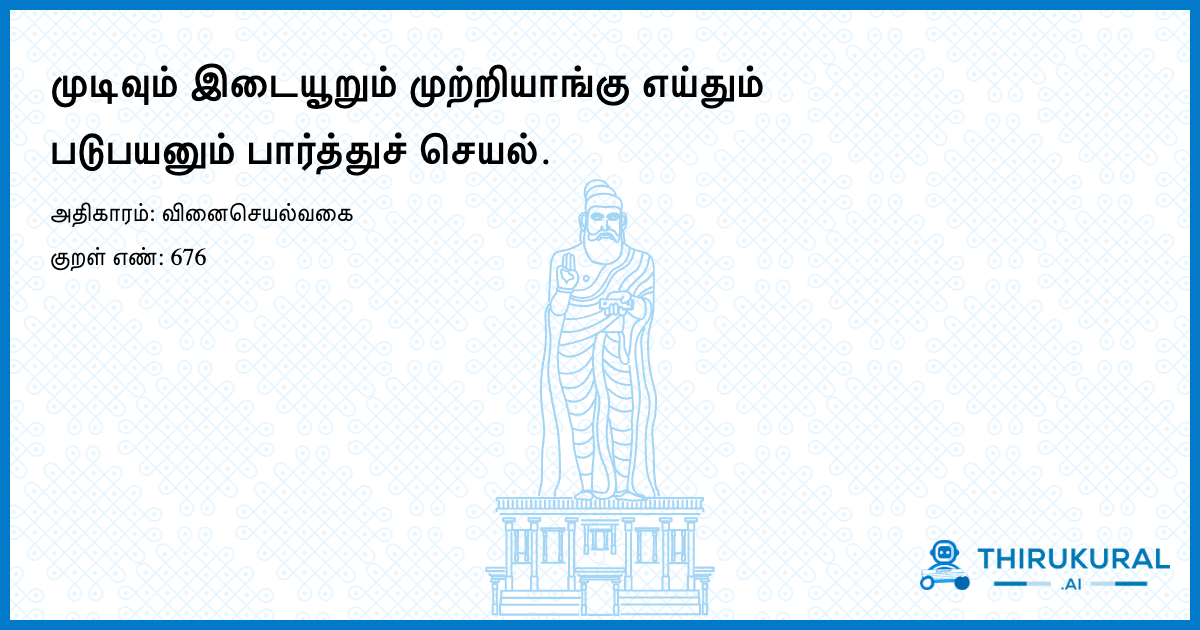 முடிவும் இடையூறும் முற்றியாங்கு எய்தும்
படுபயனும் பார்த்துச் செயல்.
அதிகாரம்: வினைசெயல்வகை
குறள் எண்: 676
THIRUKURAL
.AI